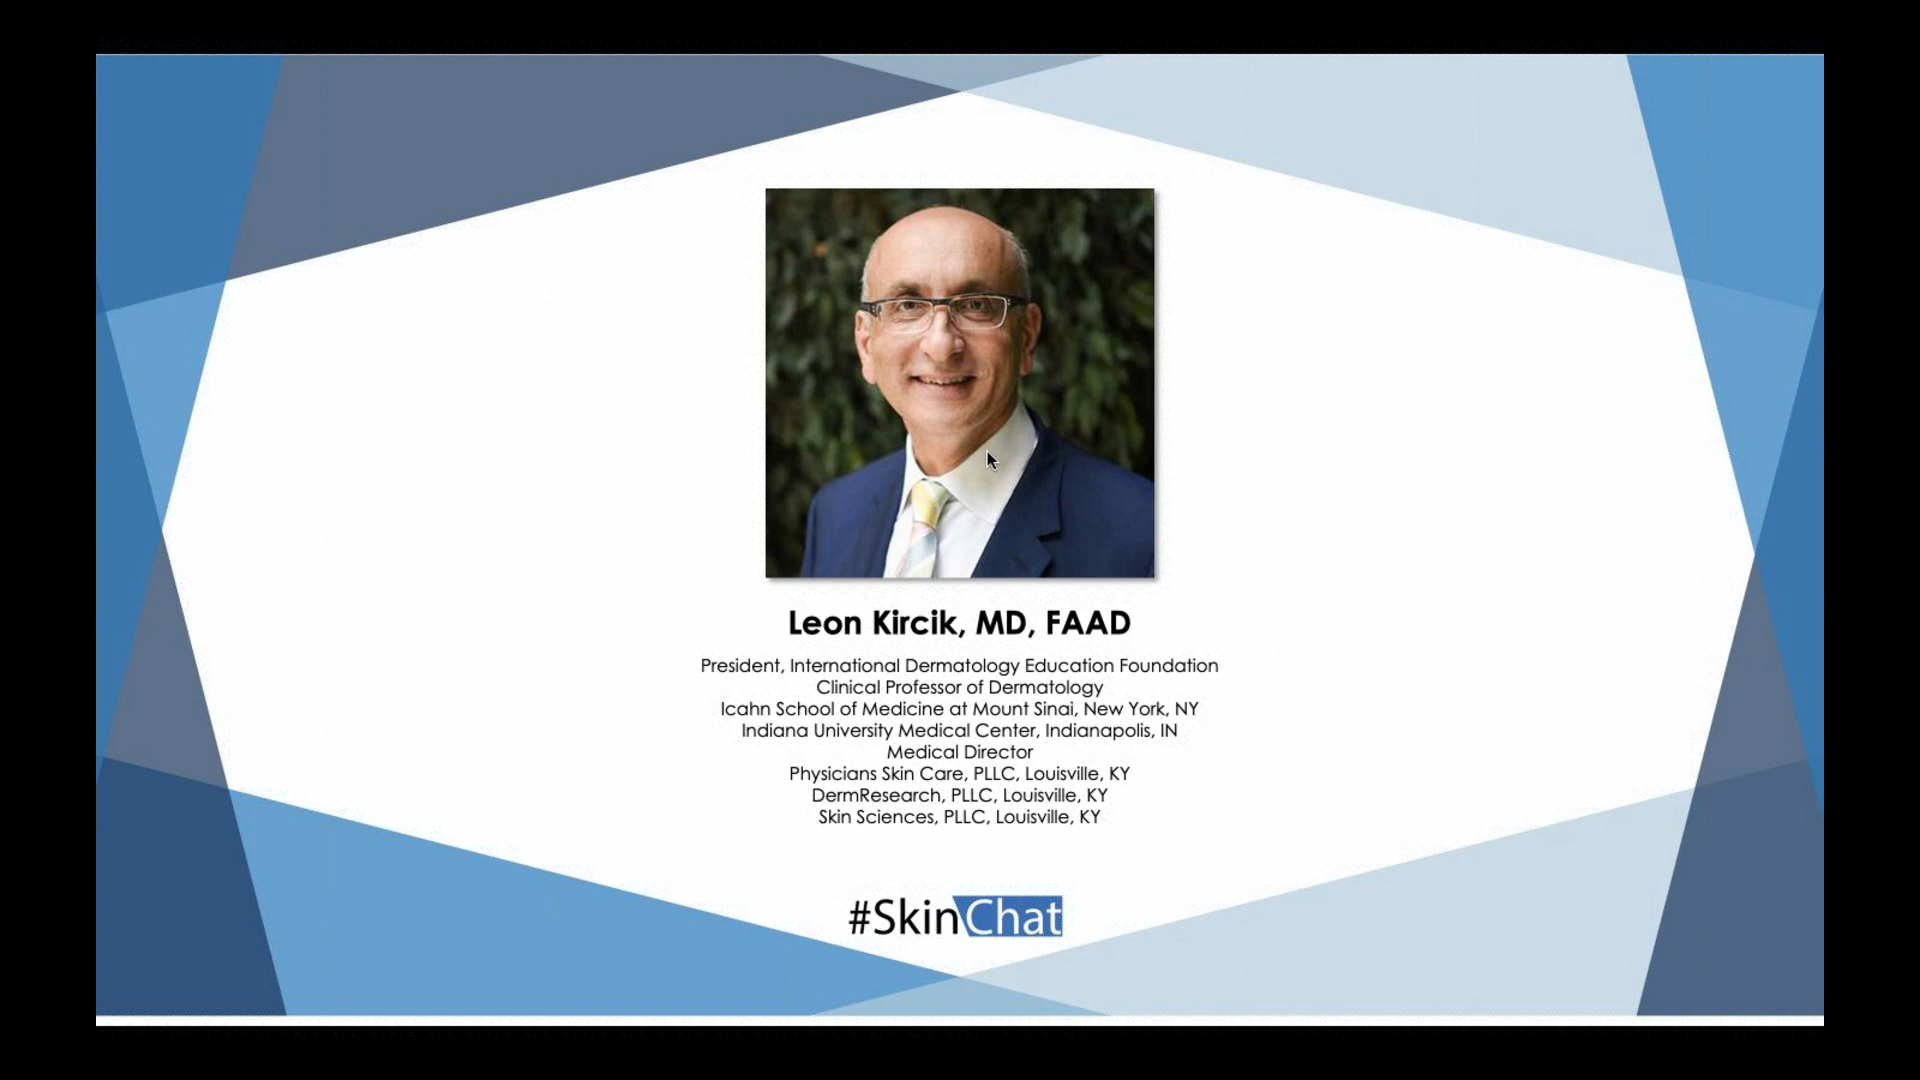 Leon Kircik, MD, FAAD
President, International Dermatology Education Foundation
Clinical Professor of Dermatology
Icahn School of Medicine at Mount Sinai, New York, NY
Indiana University Medical Center, Indianapolis, IN
Medical Director
Physicians Skin Care, PLLC, Louisville, KY
DermResearch, PLLC, Louisville, KY
Skin Sciences, PLLC, Louisville, KY
#SkinChat